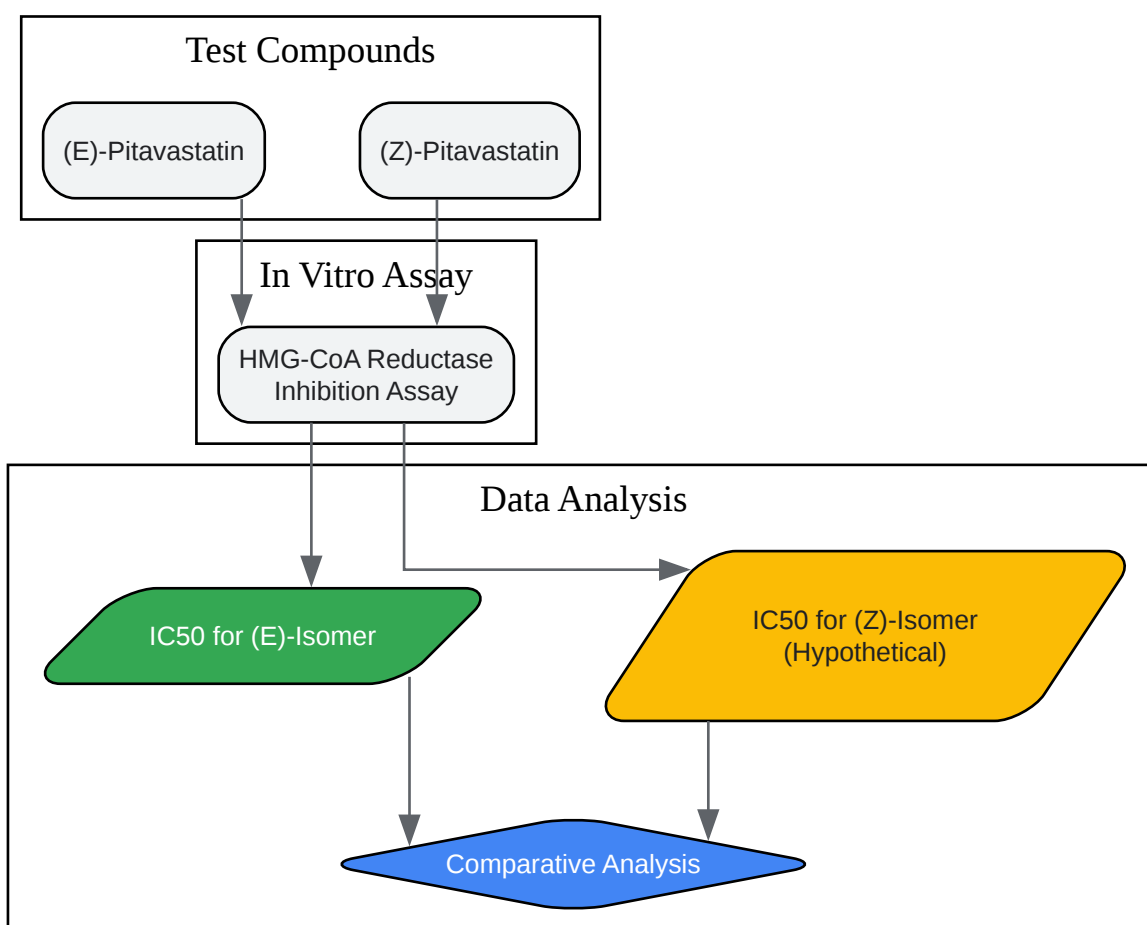 Test Compounds
(E)-Pitavastatin
(Z)-Pitavastatin
In Vitro Assay
HMG-CoA Reductase
Inhibition Assay
Data Analysis
IC50 for (E)-Isomer
IC50 for (Z)-Isomer
(Hypothetical)
Comparative Analysis